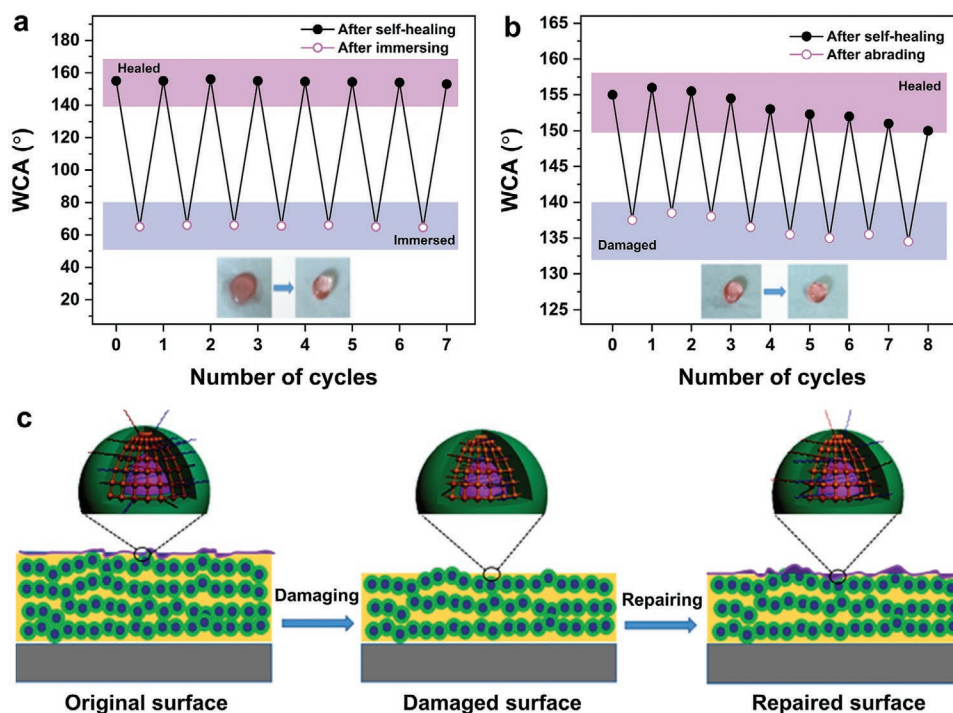 a
After self-healing
After immersing
Healed
Immersed
180
160
140
120
100
80
60
40
20
WCA (°)
0 1 2 3 4 5 6 7
Number of cycles
b
After self-healing
After abrading
Healed
Damaged
160
155
150
145
140
135
130
125
WCA (°)
0 1 2 3 4 5 6 7 8
Number of cycles
c
Damaging
Repairing
Original surface
Damaged surface
Repaired surface